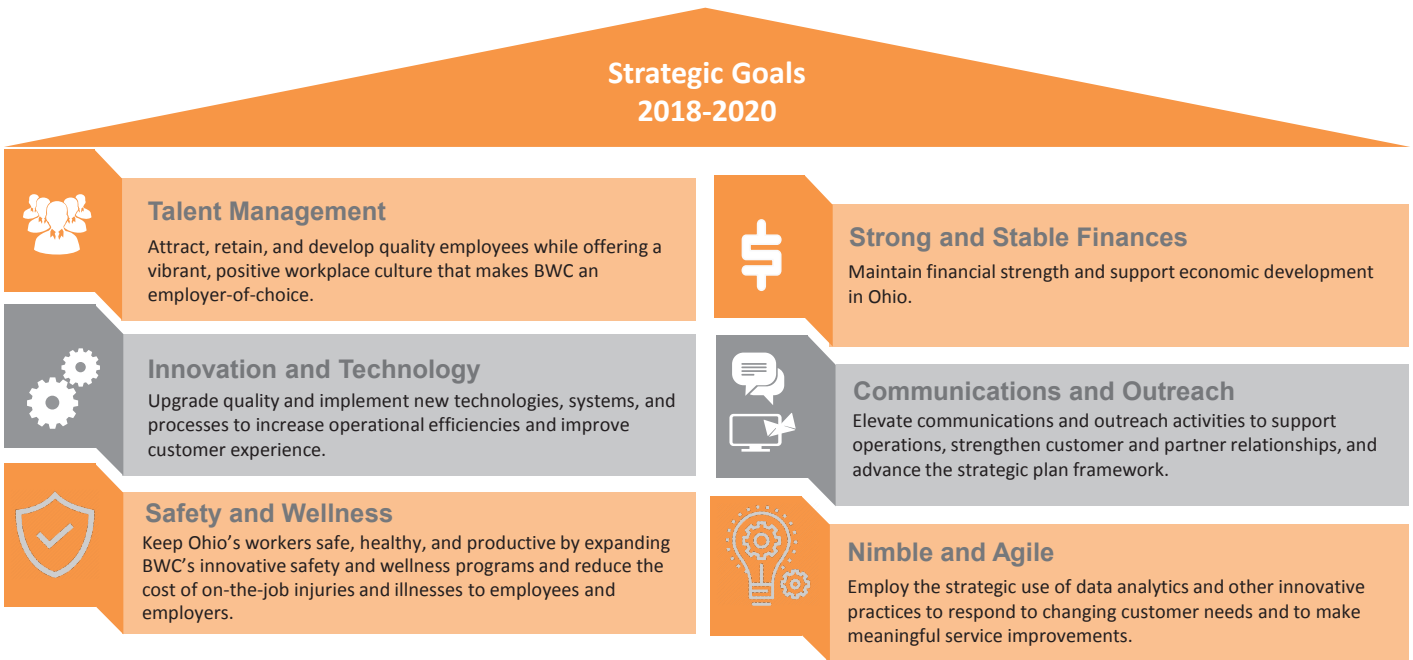 Strategic Goals
2018-2020
Talent Management
Attract, retain, and develop quality employees while offering a
vibrant, positive workplace culture that makes BWC an
employer-of-choice.
Innovation and Technology
Upgrade quality and implement new technologies, systems, and
processes to increase operational efficiencies and improve
customer experience.
Safety and Wellness
Keep Ohio’s workers safe, healthy, and productive by expanding
BWC’s innovative safety and wellness programs and reduce the
cost of on-the-job injuries and illnesses to employees and
employers.
Strong and Stable Finances
Maintain financial strength and support economic development
in Ohio.
Communications and Outreach
Elevate communications and outreach activities to support
operations, strengthen customer and partner relationships, and
advance the strategic plan framework.
Nimble and Agile
Employ the strategic use of data analytics and other innovative
practices to respond to changing customer needs and to make
meaningful service improvements.